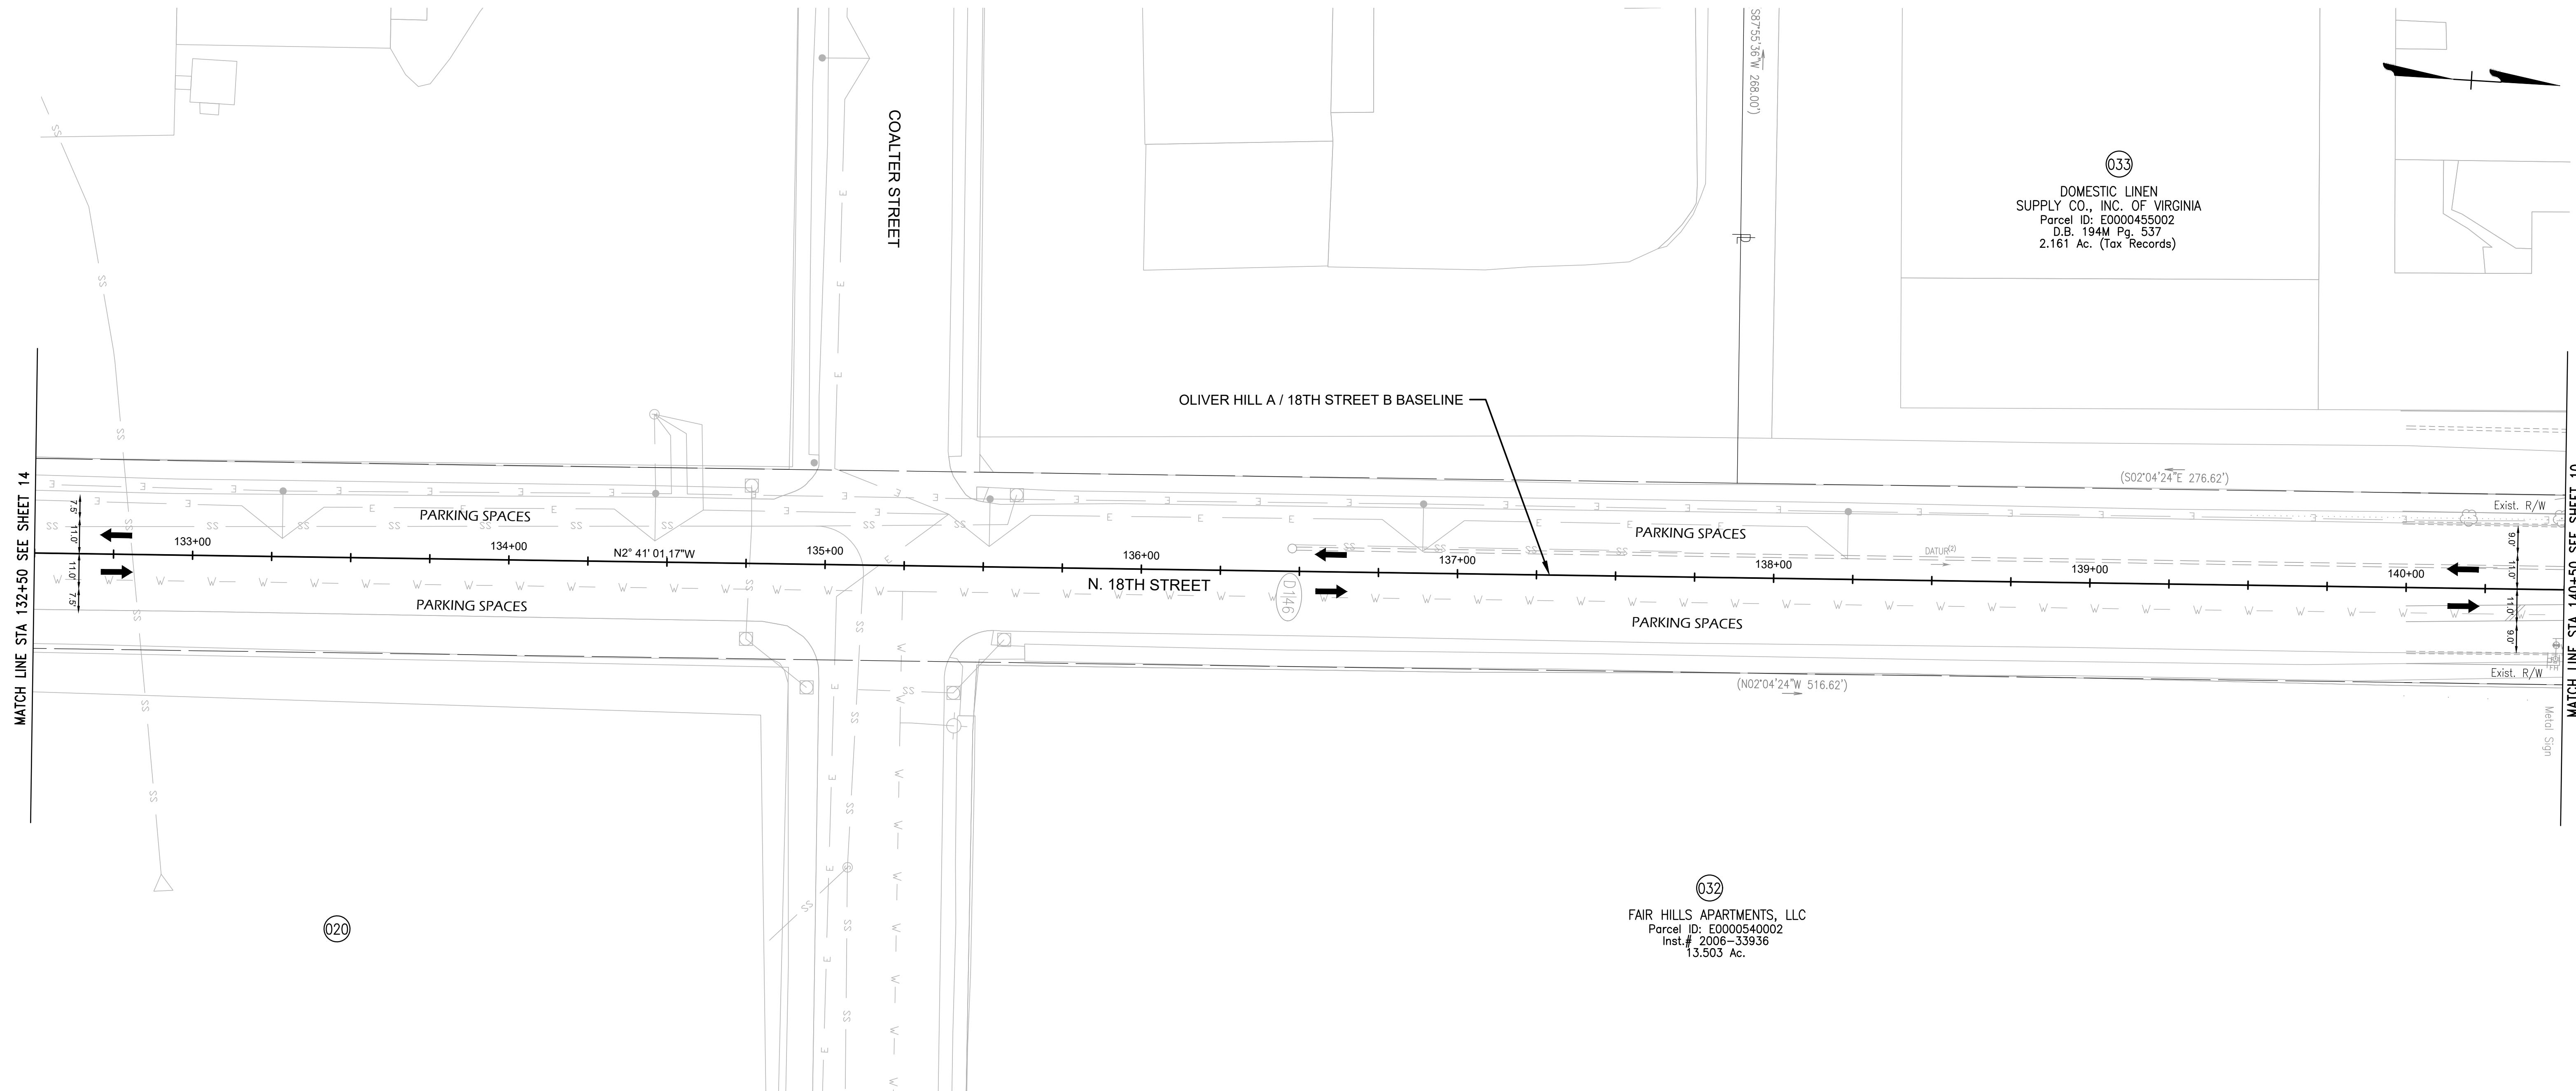 S87°55'36"W 268.00')
COALTER STREET
033
DOMESTIC LINEN
SUPPLY CO., INC. OF VIRGINIA
Parcel ID: E0000455002
D.B. 194M Pg. 537
2.161 Ac. (Tax Records)
OLIVER HILL A / 18TH STREET B BASELINE
MATCH LINE STA 132+50 SEE SHEET 14
(S02°04'24"E 276.62')
Exist. R/W
PARKING SPACES
PARKING SPACES
7.5'
11.0'
11.0'
7.5'
133+00
134+00
N2° 41' 01.17"W
135+00
136+00
137+00
138+00
139+00
140+00
DATUR(2)
9.0'
11.0'
11.0'
9.0'
N. 18TH STREET
D146
PARKING SPACES
PARKING SPACES
(N02°04'24"W 516.62')
Exist. R/W
Metal Sign
032
FAIR HILLS APARTMENTS, LLC
Parcel ID: E0000540002
Inst.# 2006-33936
13.503 Ac.
020